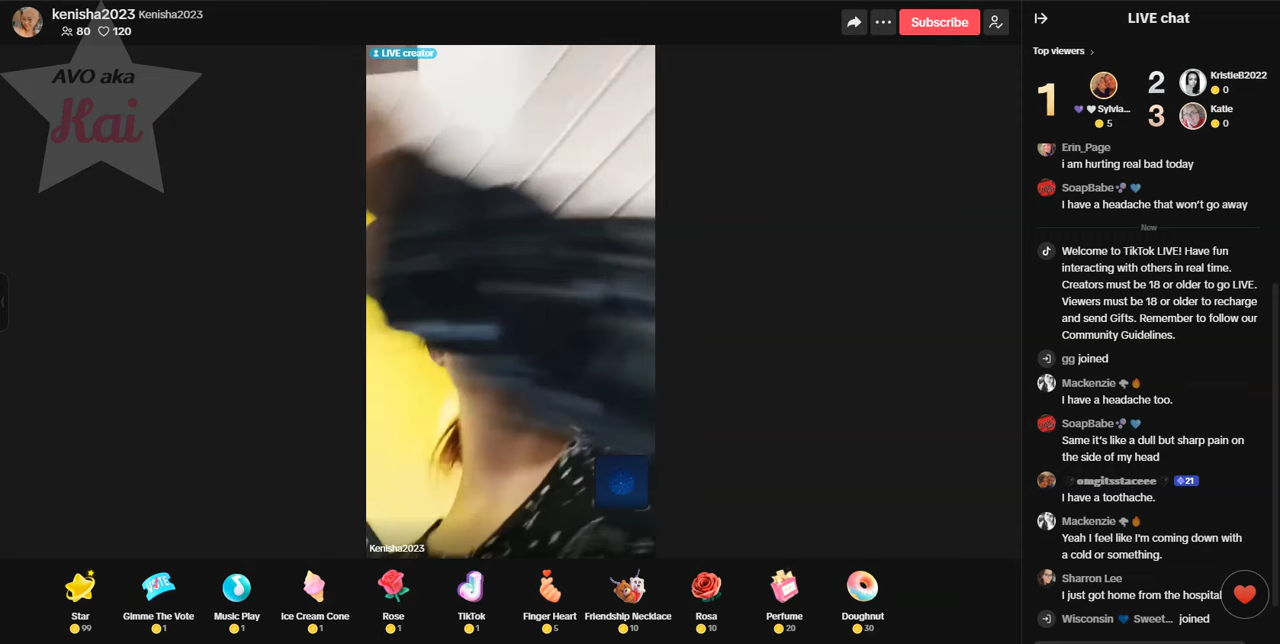 kenisha2023 Kenisha2023
80 120
AVO aka
Kai
Subscribe
LIVE creator
Kenisha2023
Star
99
Gimme The Vote
1
Music Play
1
Ice Cream Cone
1
Rose
1
TikTok
1
Finger Heart
5
Friendship Necklace
10
Rosa
10
Perfume
20
Doughnut
30
LIVE chat
Top viewers
1
Sylvia...
5
2
KristieB2022
0
3
Katie
0
Erin_Page
i am hurting real bad today
SoapBabe
I have a headache that won't go away
New
Welcome to TikTok LIVE! Have fun
interacting with others in real time.
Creators must be 18 or older to go LIVE.
Viewers must be 18 or older to recharge
and send Gifts. Remember to follow our
Community Guidelines.
gg joined
Mackenzie
I have a headache too.
SoapBabe
Same it's like a dull but sharp pain on
the side of my head
omgitsstaceee 21
I have a toothache.
Mackenzie
Yeah I feel like I'm coming down with
a cold or something.
Sharron Lee
I just got home from the hospital
Wisconsin Sweet... joined